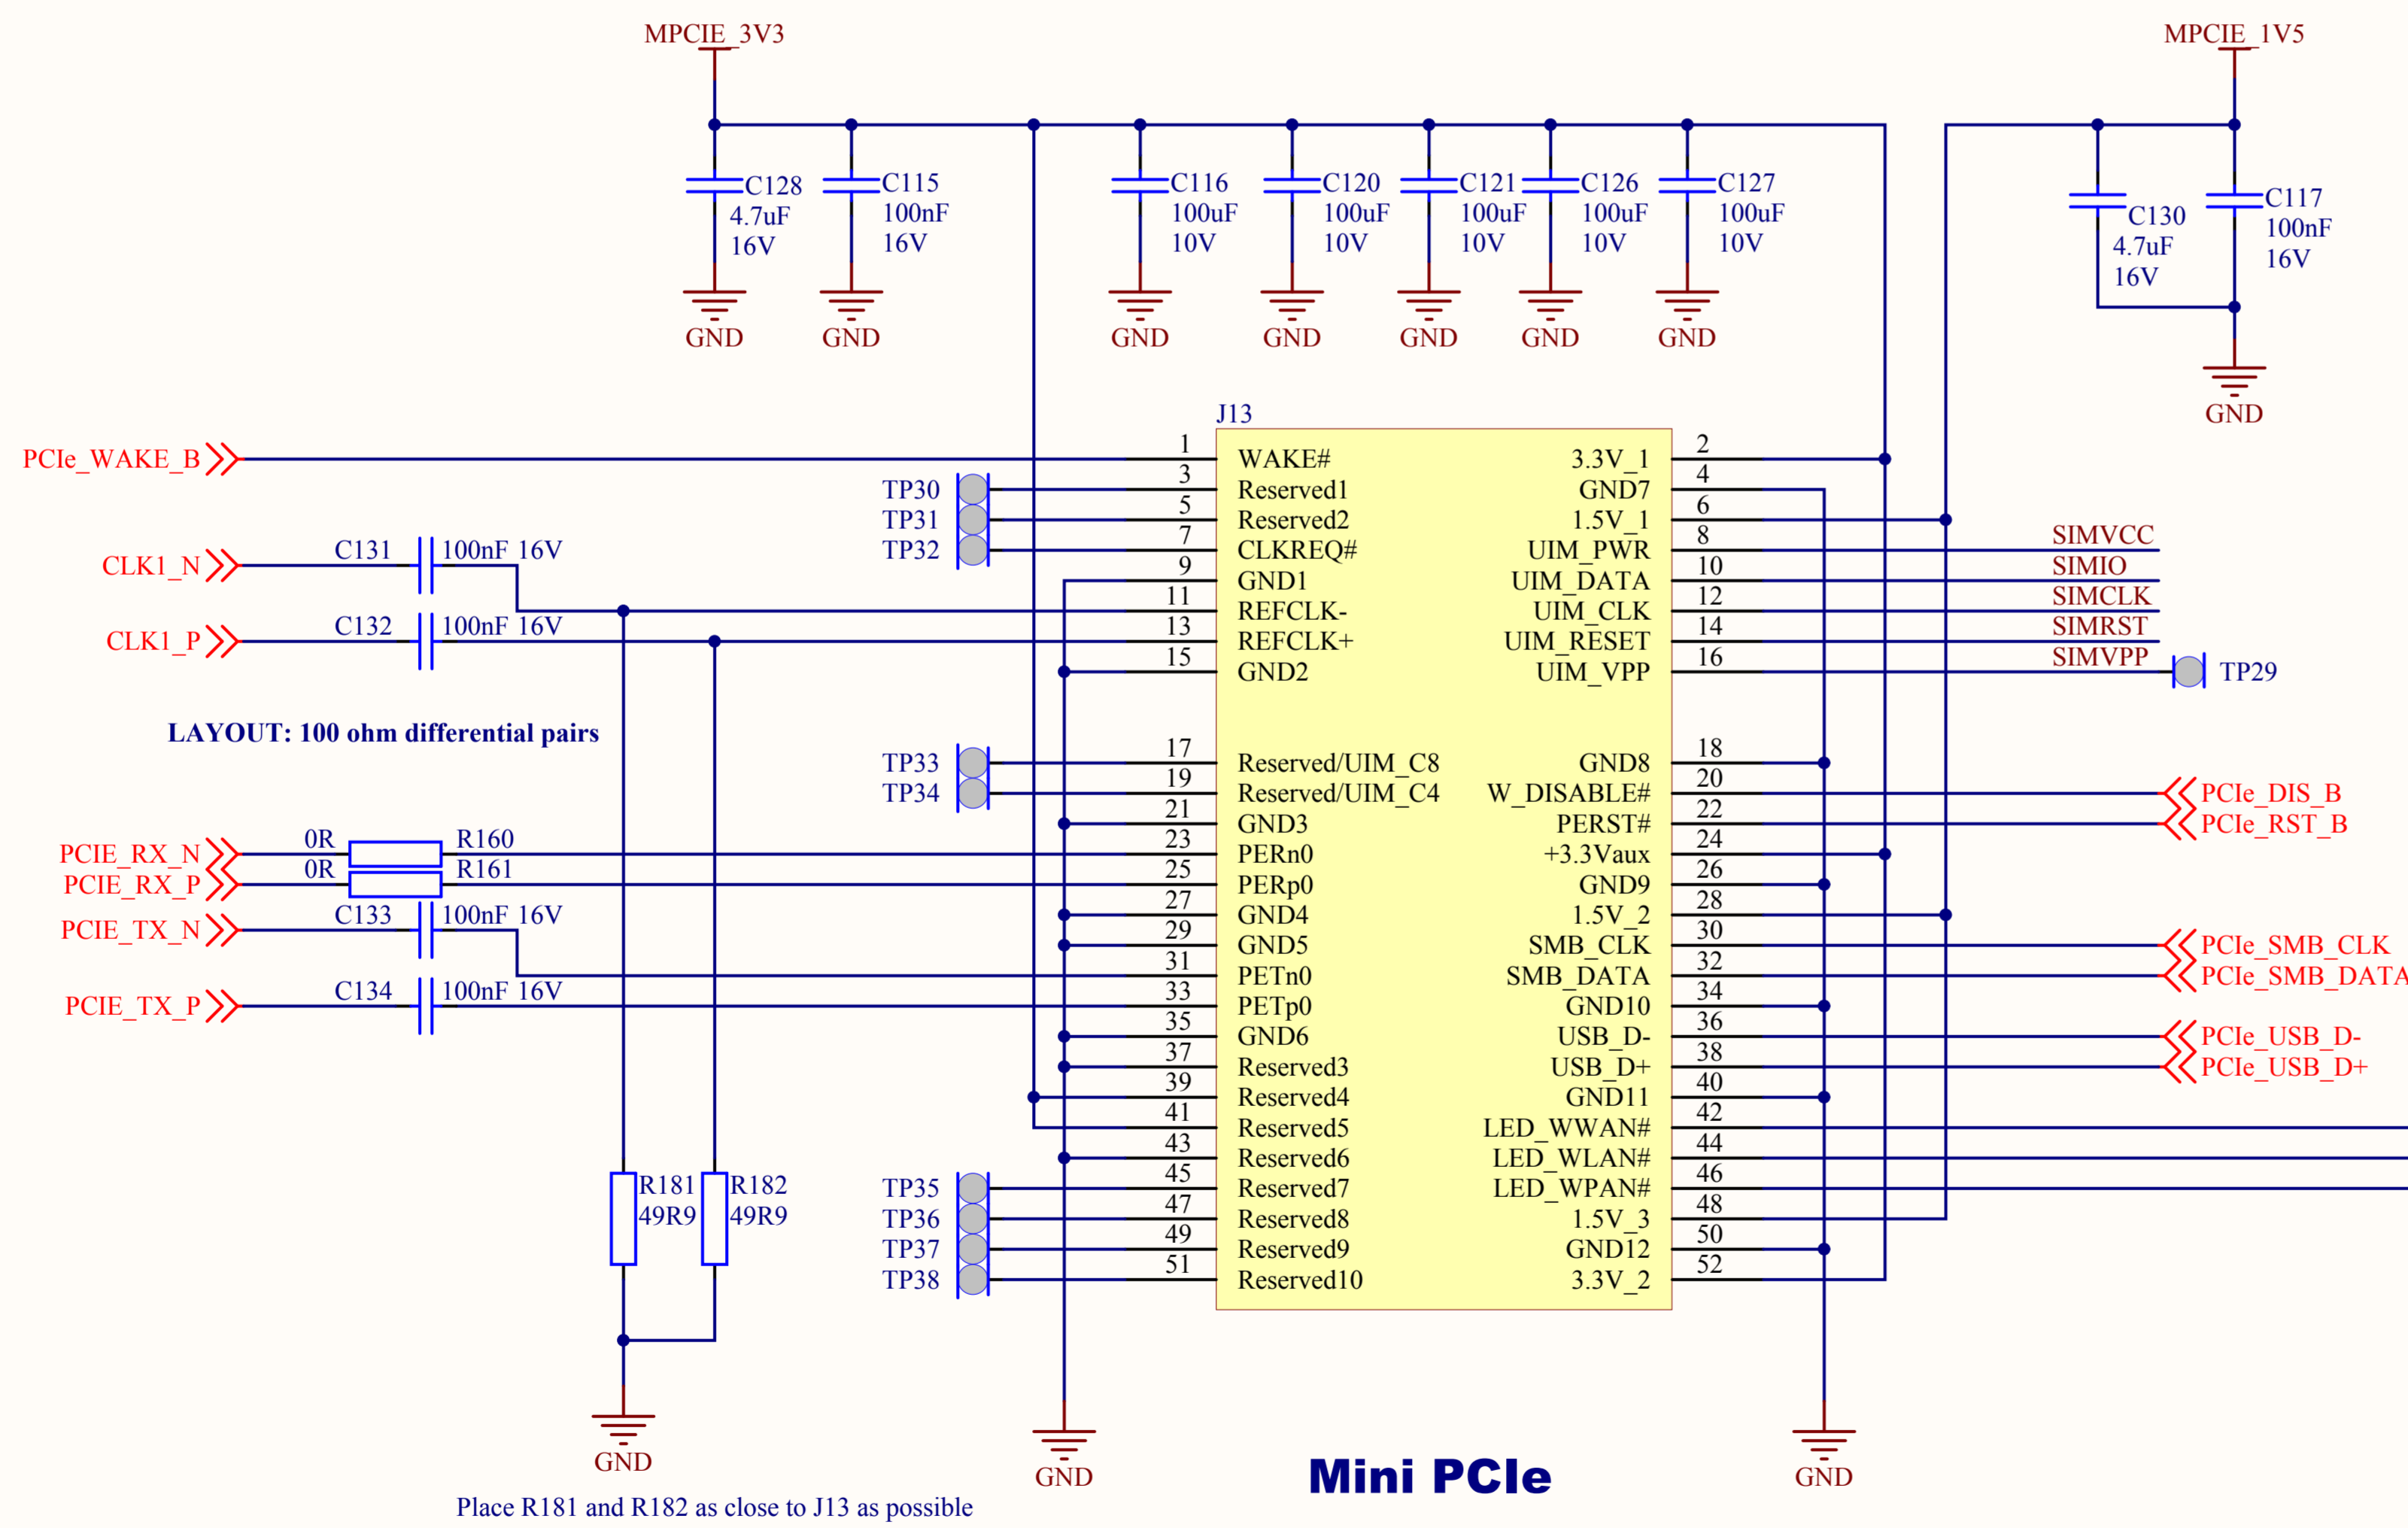 MPCIE_3V3
MPCIE_1V5
C128
4.7uF
16V
C115
100nF
16V
C116
100uF
10V
C120
100uF
10V
C121
100uF
10V
C126
100uF
10V
C127
100uF
10V
C130
4.7uF
16V
C117
100nF
16V
GND
GND
GND
GND
GND
GND
GND
GND
J13
PCIe_WAKE_B
1 WAKE# 3.3V_1 2
TP30 3 Reserved1 GND7 4
TP31 5 Reserved2 1.5V_1 6
TP32 7 CLKREQ# UIM_PWR 8 SIMVCC
9 GND1 UIM_DATA 10 SIMIO
CLK1_N C131 100nF 16V 11 REFCLK- UIM_CLK 12 SIMCLK
CLK1_P C132 100nF 16V 13 REFCLK+ UIM_RESET 14 SIMRST
15 GND2 UIM_VPP 16 SIMVPP TP29
LAYOUT: 100 ohm differential pairs
TP33 17 Reserved/UIM_C8 GND8 18
TP34 19 Reserved/UIM_C4 W_DISABLE# 20 PCIe_DIS_B
21 GND3 PERST# 22 PCIe_RST_B
PCIE_RX_N 0R R160 23 PERn0 +3.3Vaux 24
PCIE_RX_P 0R R161 25 PERp0 GND9 26
27 GND4 1.5V_2 28
PCIE_TX_N C133 100nF 16V 29 GND5 SMB_CLK 30 PCIe_SMB_CLK
31 PETn0 SMB_DATA 32 PCIe_SMB_DATA
PCIE_TX_P C134 100nF 16V 33 PETp0 GND10 34
35 GND6 USB_D- 36 PCIe_USB_D-
37 Reserved3 USB_D+ 38 PCIe_USB_D+
39 Reserved4 GND11 40
41 Reserved5 LED_WWAN# 42
43 Reserved6 LED_WLAN# 44
TP35 45 Reserved7 LED_WPAN# 46
TP36 47 Reserved8 1.5V_3 48
TP37 49 Reserved9 GND12 50
TP38 51 Reserved10 3.3V_2 52
R181
49R9
R182
49R9
GND
GND
GND
Mini PCIe
Place R181 and R182 as close to J13 as possible